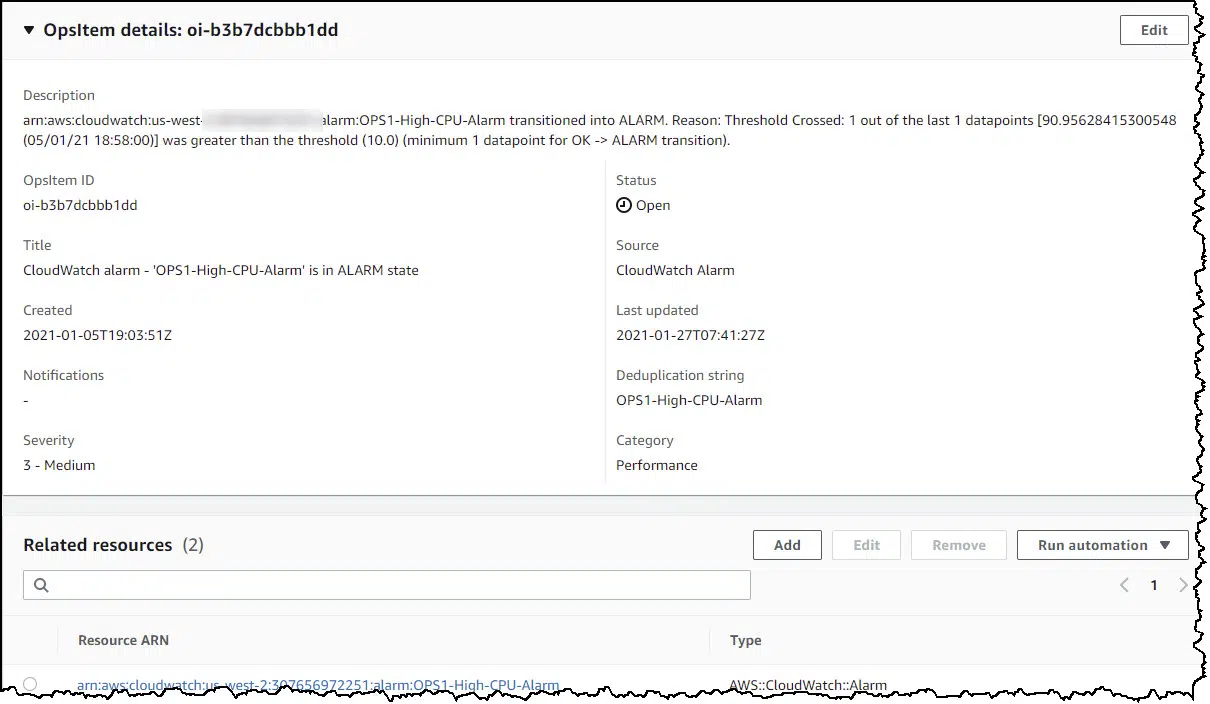 OpsItem details: oi-b3b7dcbbb1dd
Edit
Description
arn:aws:cloudwatch:us-west- alarm:OPS1-High-CPU-Alarm transitioned into ALARM. Reason: Threshold Crossed: 1 out of the last 1 datapoints [90.95628415300548
(05/01/21 18:58:00)] was greater than the threshold (10.0) (minimum 1 datapoint for OK -> ALARM transition).
OpsItem ID
oi-b3b7dcbbb1dd
Status
Open
Title
CloudWatch alarm - 'OPS1-High-CPU-Alarm' is in ALARM state
Source
CloudWatch Alarm
Created
2021-01-05T19:03:51Z
Last updated
2021-01-27T07:41:27Z
Notifications
-
Deduplication string
OPS1-High-CPU-Alarm
Severity
3 - Medium
Category
Performance
Related resources (2)
Add
Edit
Remove
Run automation
1
Resource ARN
Type
arn:aws:cloudwatch:us-west-2:307656972251:alarm:OPS1-High-CPU-Alarm
AWS::CloudWatch::Alarm